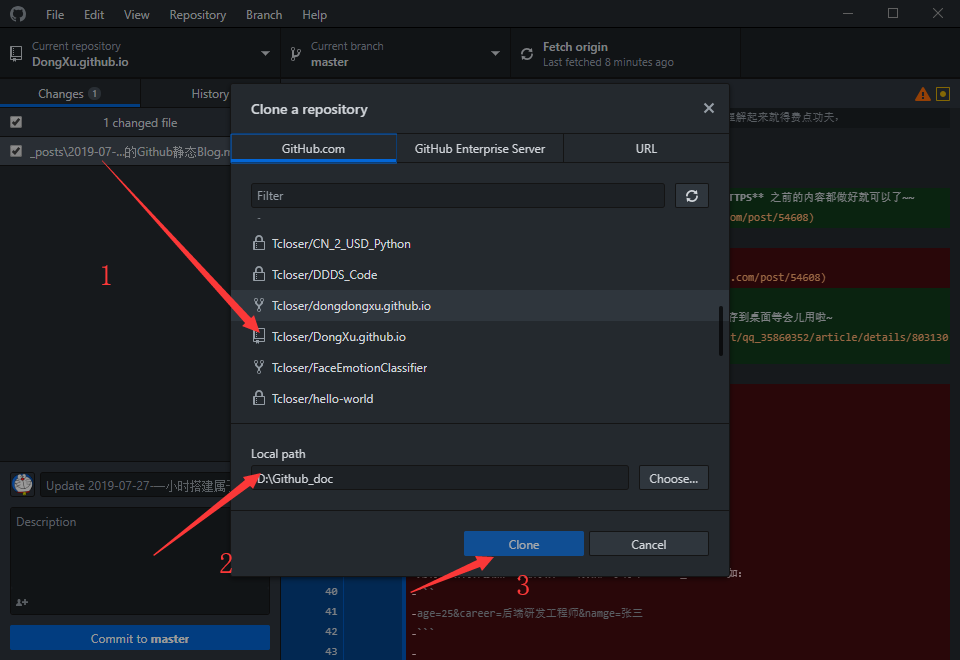 File Edit View Repository Branch Help
Current repository
DongXu.github.io
Current branch
master
Fetch origin
Last fetched 8 minutes ago
Changes 1
History
1 changed file
_posts\2019-07-...的Github静态Blog.m
Clone a repository
GitHub.com
GitHub Enterprise Server
URL
Filter
Tcloser/CN_2_USD_Python
Tcloser/DDDS_Code
Tcloser/dongdongxu.github.io
Tcloser/DongXu.github.io
Tcloser/FaceEmotionClassifier
Tcloser/hello-world
Local path
D:\Github_doc
Choose...
Clone
Cancel
1
2
3
解起来就得费点功夫,
TTPS** 之前的内容都做好就可以了~~
om/post/54608)
.com/post/54608)
存到桌面等会儿用啦~
t/qq_35860352/article/details/803130
Update 2019-07-27-一小时搭建属于
Description
Commit to master
如:
40 -```
41 -age=25&career=后端研发工程师&namge=张三
42 -```
43 -